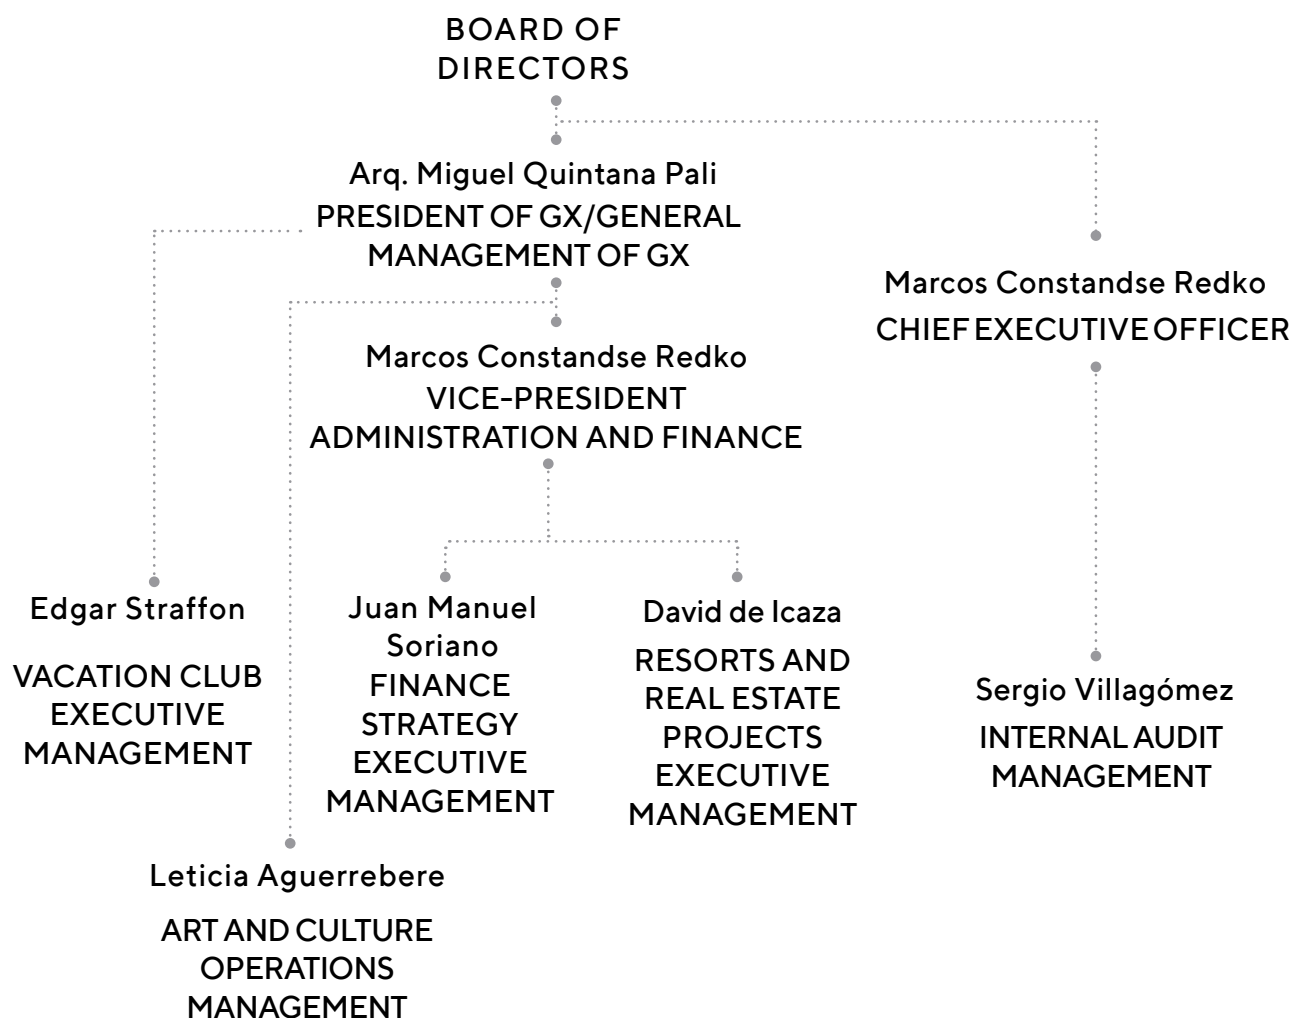 BOARD OF
DIRECTORS
Arq. Miguel Quintana Pali
PRESIDENT OF GX/GENERAL
MANAGEMENT OF GX
Marcos Constandse Redko
CHIEF EXECUTIVE OFFICER
Marcos Constandse Redko
VICE-PRESIDENT
ADMINISTRATION AND FINANCE
Edgar Straffon
VACATION CLUB
EXECUTIVE
MANAGEMENT
Juan Manuel
Soriano
FINANCE
STRATEGY
EXECUTIVE
MANAGEMENT
David de Icaza
RESORTS AND
REAL ESTATE
PROJECTS
EXECUTIVE
MANAGEMENT
Sergio Villagómez
INTERNAL AUDIT
MANAGEMENT
Leticia Aguerrebere
ART AND CULTURE
OPERATIONS
MANAGEMENT